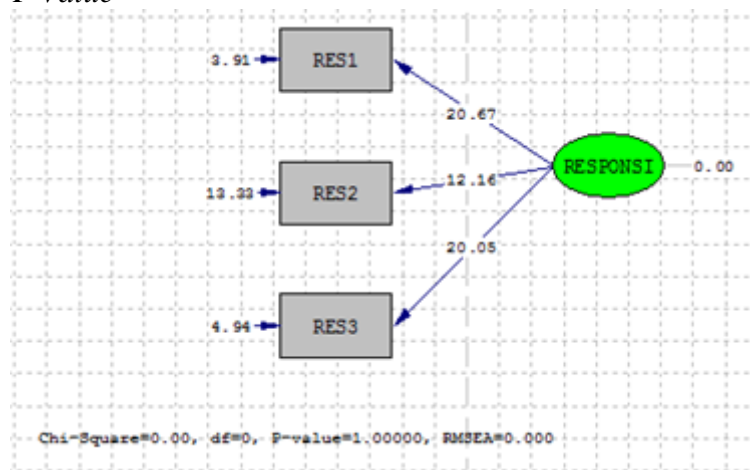 P-Value
3.91 RES1
20.67
RESPONSI 0.00
12.16
13.33 RES2
20.05
4.94 RES3
Chi-Square=0.00, df=0, P-value=1.00000, RMSEA=0.000